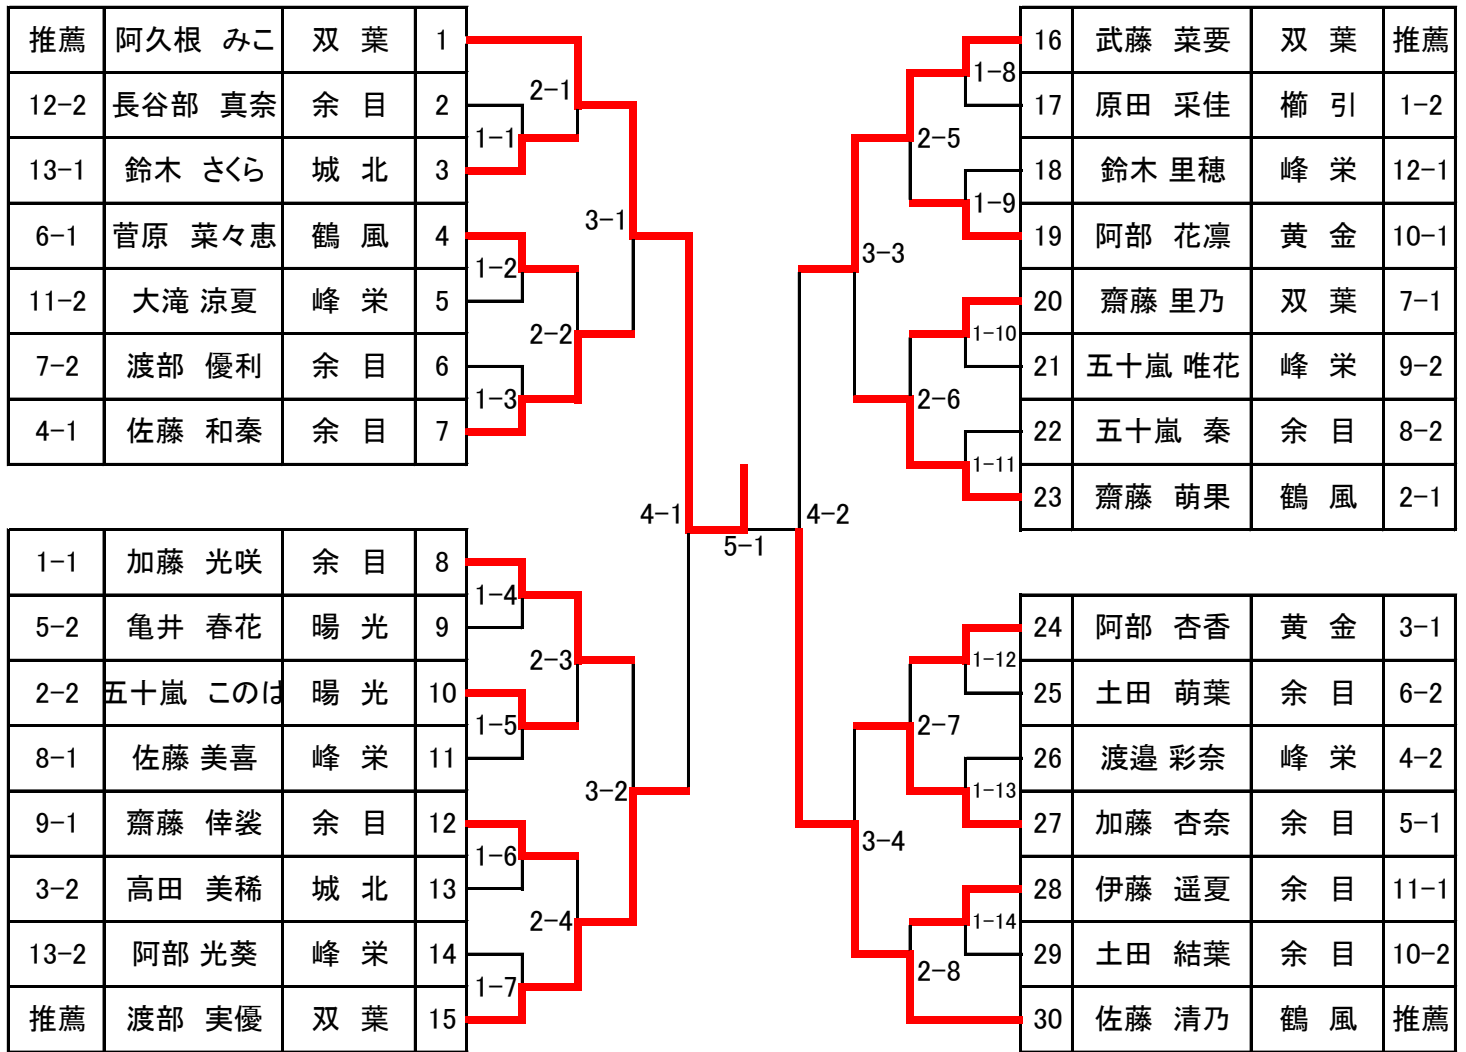 推薦 阿久根 みこ 双 葉 1
12-2 長谷部 真奈 余 目 2
13-1 鈴木 さくら 城 北 3
6-1 菅原 菜々恵 鶴 風 4
11-2 大滝 涼夏 峰 栄 5
7-2 渡部 優利 余 目 6
4-1 佐藤 和奏 余 目 7
1-1 加藤 光咲 余 目 8
5-2 亀井 春花 暘 光 9
2-2 五十嵐 このは 暘 光 10
8-1 佐藤 美喜 峰 栄 11
9-1 齋藤 倖裟 余 目 12
3-2 高田 美稀 城 北 13
13-2 阿部 光葵 峰 栄 14
推薦 渡部 実優 双 葉 15
1-1
1-2
1-3
1-4
1-5
1-6
1-7
2-1
2-2
2-3
2-4
3-1
3-2
4-1
5-1
4-2
3-3
3-4
2-5
2-6
2-7
2-8
1-8
1-9
1-10
1-11
1-12
1-13
1-14
16 武藤 菜要 双 葉 推薦
17 原田 采佳 櫛 引 1-2
18 鈴木 里穂 峰 栄 12-1
19 阿部 花凛 黄 金 10-1
20 齋藤 里乃 双 葉 7-1
21 五十嵐 唯花 峰 栄 9-2
22 五十嵐 秦 余 目 8-2
23 齋藤 萌果 鶴 風 2-1
24 阿部 杏香 黄 金 3-1
25 土田 萌葉 余 目 6-2
26 渡邉 彩奈 峰 栄 4-2
27 加藤 杏奈 余 目 5-1
28 伊藤 遥夏 余 目 11-1
29 土田 結葉 余 目 10-2
30 佐藤 清乃 鶴 風 推薦